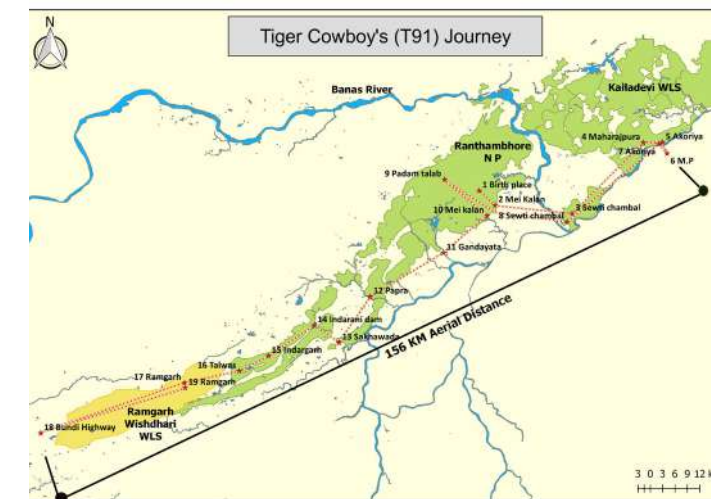 N
Tiger Cowboy's (T91) Journey
Banas River
Kailadevi WLS
4 Maharajpura
5 Akoriya
7 Akoriya
6 M.P
Ranthambhore
N P
9 Padam talab
1 Birth place
2 Mei Kalan
10 Mei kalan
3 Sewti chambal
8 Sewti chambal
11 Gandayata
12 Papra
156 KM Aerial Distance
14 Indarani dam
13 Sakhawada
15 Indargarh
16 Talwas
17 Ramgarh
19 Ramgarh
Ramgarh
Wishdhari
WLS
18 Bundi Highway
3 0 3 6 9 12 k